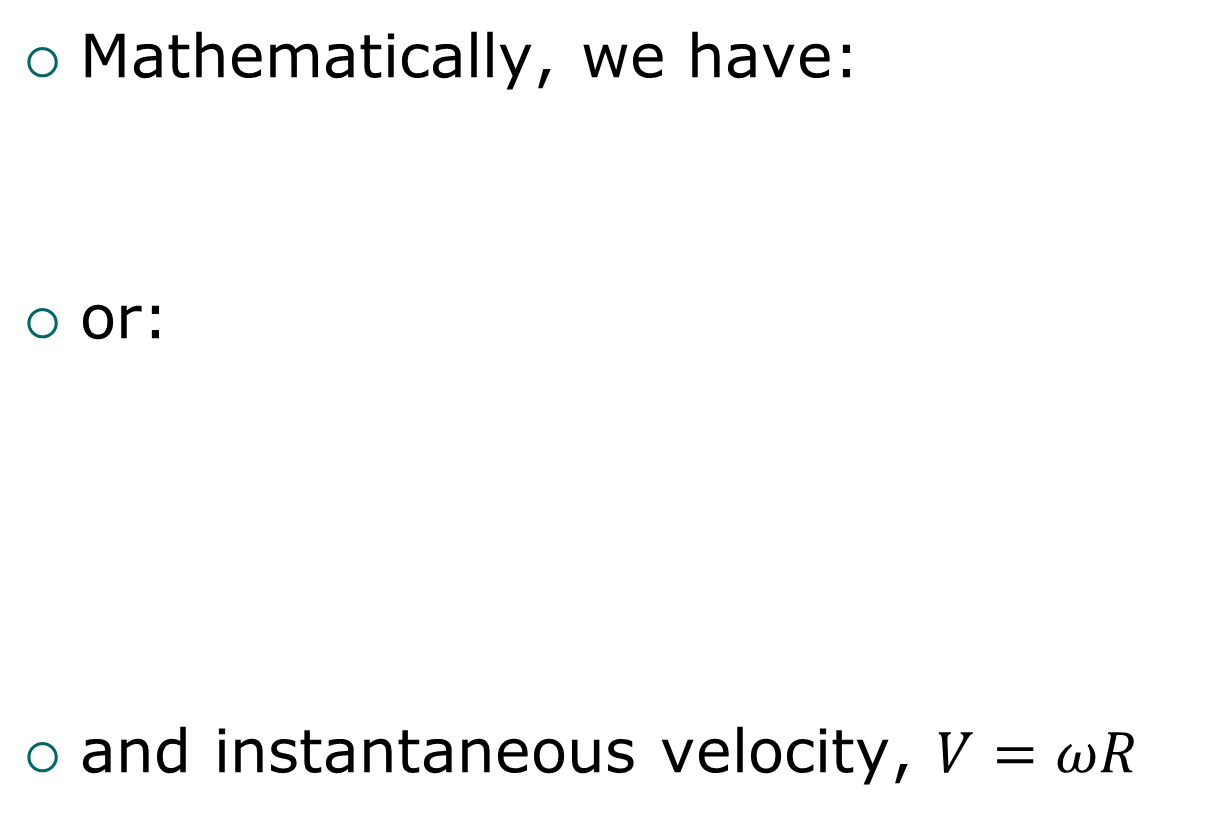 Mathematically, we have:
or:
and instantaneous velocity, V = ωR